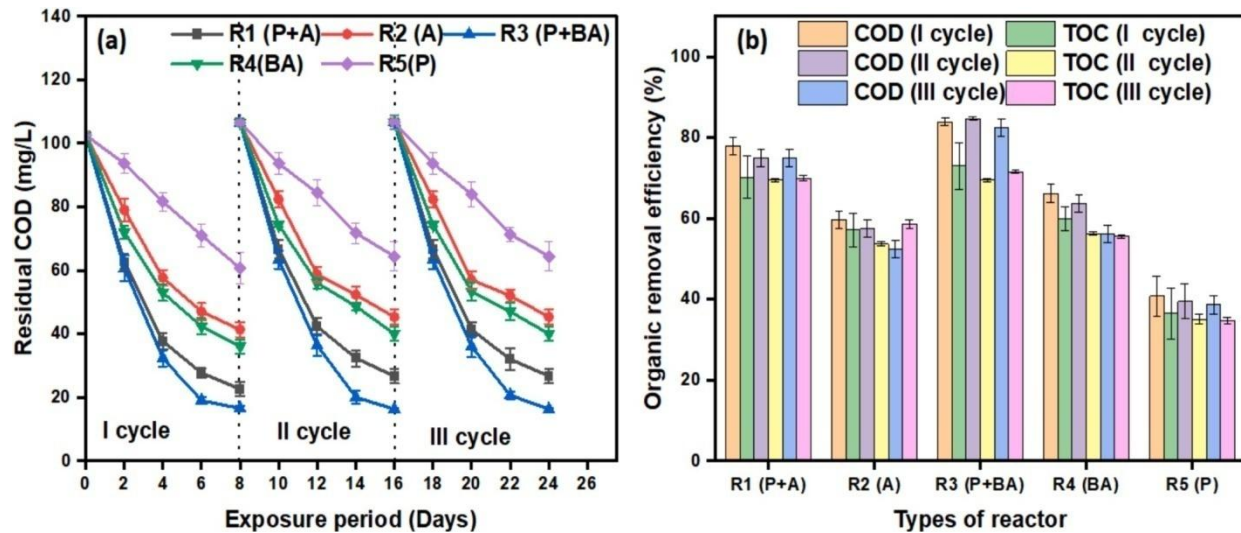 (a)
R1 (P+A) R2 (A) R3 (P+BA)
R4(BA) R5(P)
Residual COD (mg/L)
140
120
100
80
60
40
20
0
I cycle II cycle III cycle
0 2 4 6 8 10 12 14 16 18 20 22 24 26
Exposure period (Days)
(b)
COD (I cycle) TOC (I cycle)
COD (II cycle) TOC (II cycle)
COD (III cycle) TOC (III cycle)
Organic removal efficiency (%)
100
80
60
40
20
0
R1 (P+A) R2 (A) R3 (P+BA) R4 (BA) R5 (P)
Types of reactor